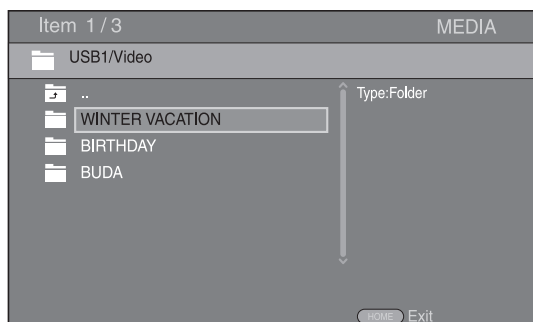 Item 1/3 MEDIA
USB1/Video
.. Type:Folder
WINTER VACATION
BIRTHDAY
BUDA
HOME Exit